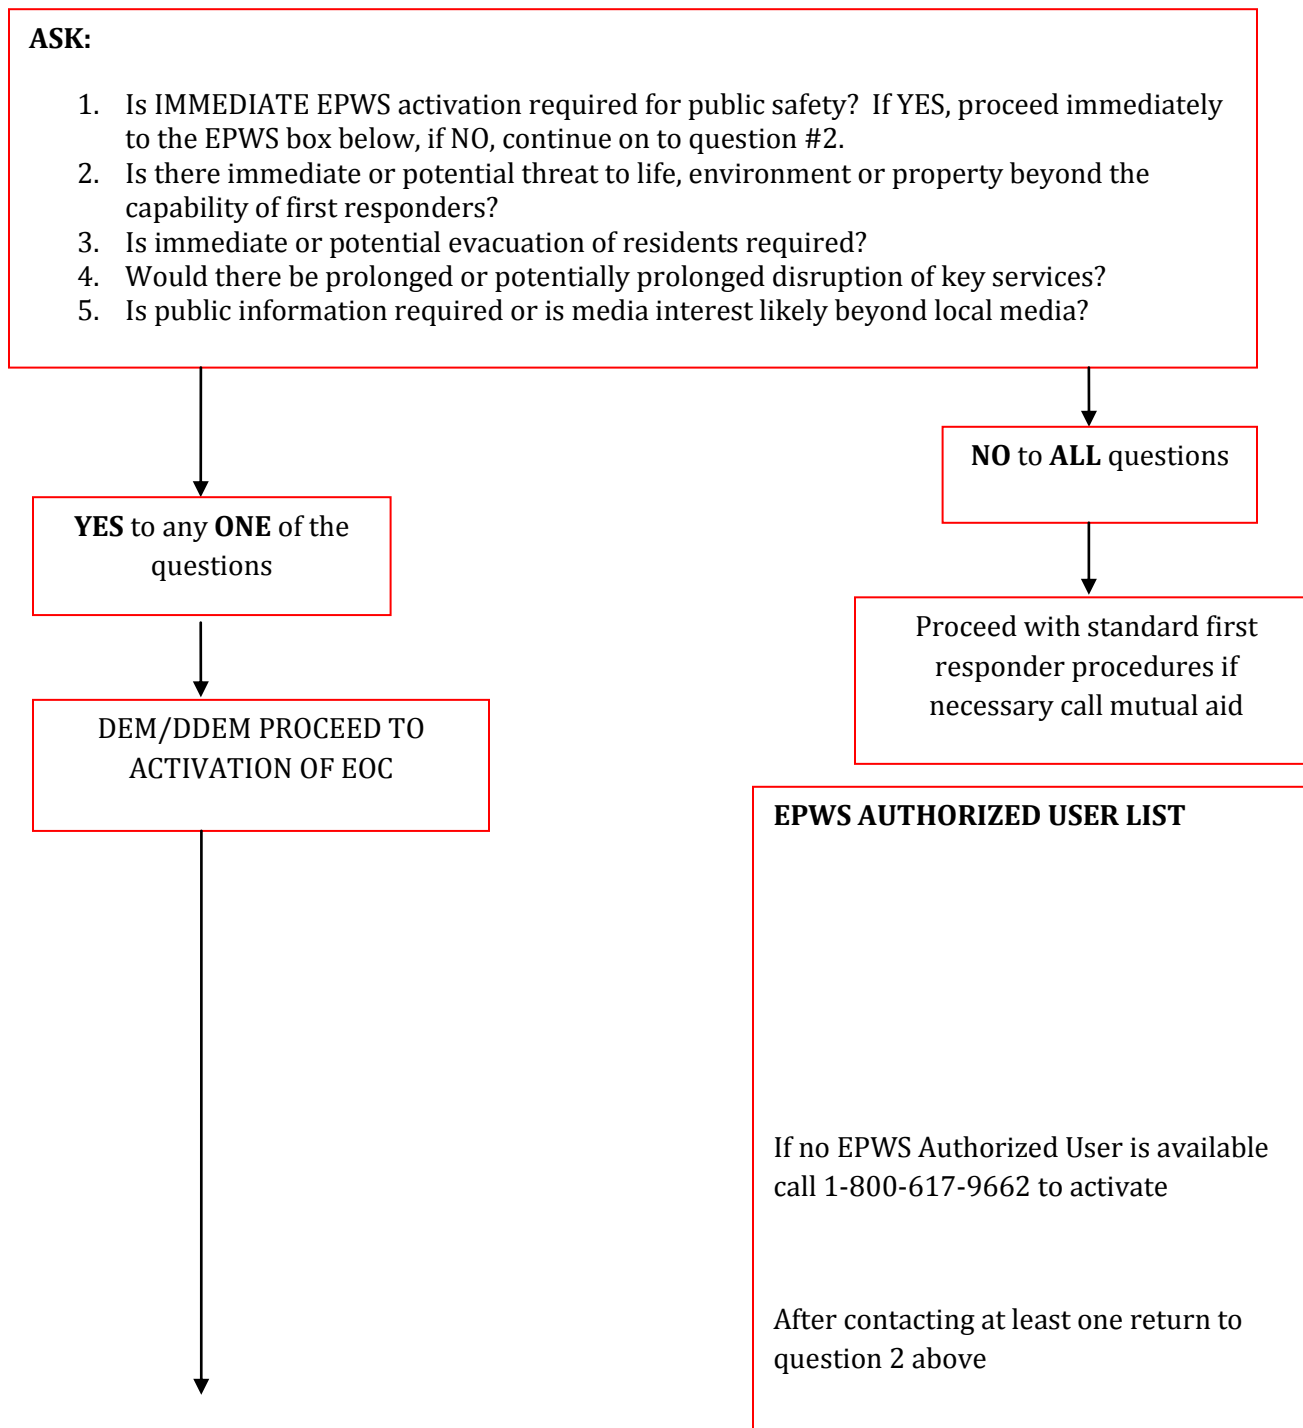 ASK:
1. Is IMMEDIATE EPWS activation required for public safety?  If YES, proceed immediately
to the EPWS box below, if NO, continue on to question #2.
2. Is there immediate or potential threat to life, environment or property beyond the
capability of first responders?
3. Is immediate or potential evacuation of residents required?
4. Would there be prolonged or potentially prolonged disruption of key services?
5. Is public information required or is media interest likely beyond local media?
NO to ALL questions
YES to any ONE of the
questions
Proceed with standard first
responder procedures if
necessary call mutual aid
DEM/DDEM PROCEED TO
ACTIVATION OF EOC
EPWS AUTHORIZED USER LIST
If no EPWS Authorized User is available
call 1-800-617-9662 to activate
After contacting at least one return to
question 2 above